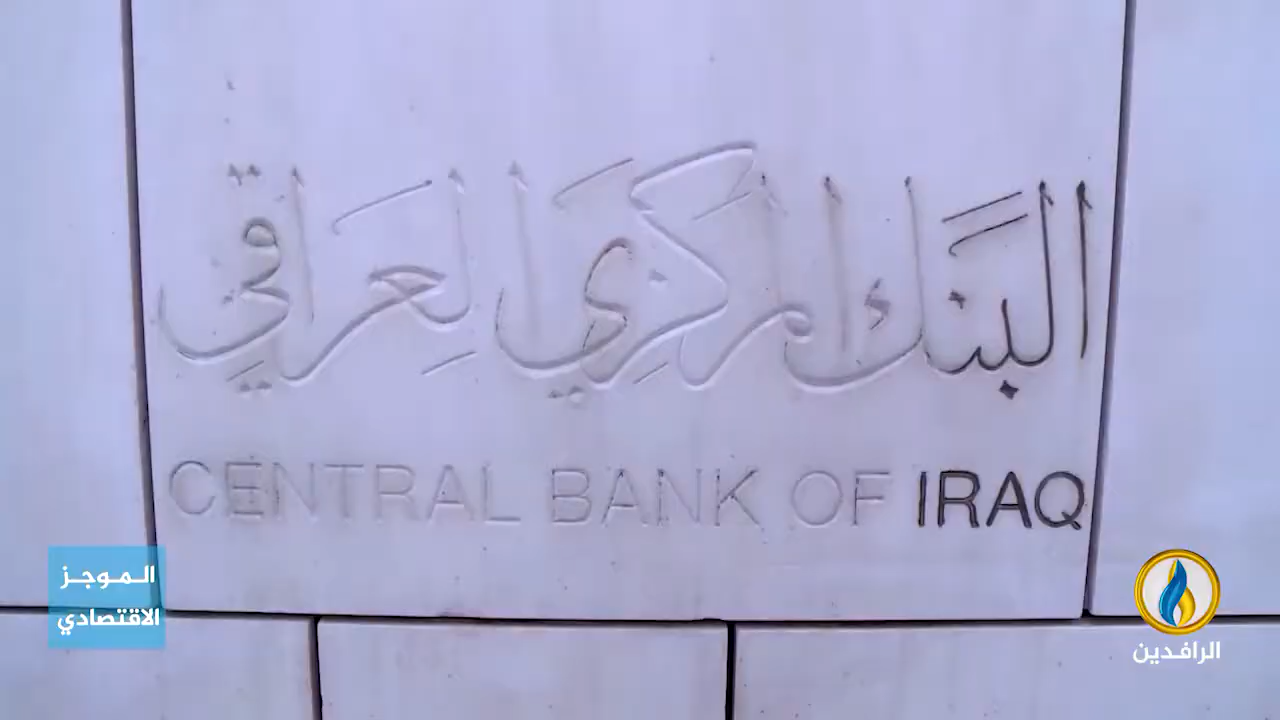 البنك المركزي العراقي
CENTRAL BANK OF IRAQ
الموجز
الاقتصادي
الرافدين